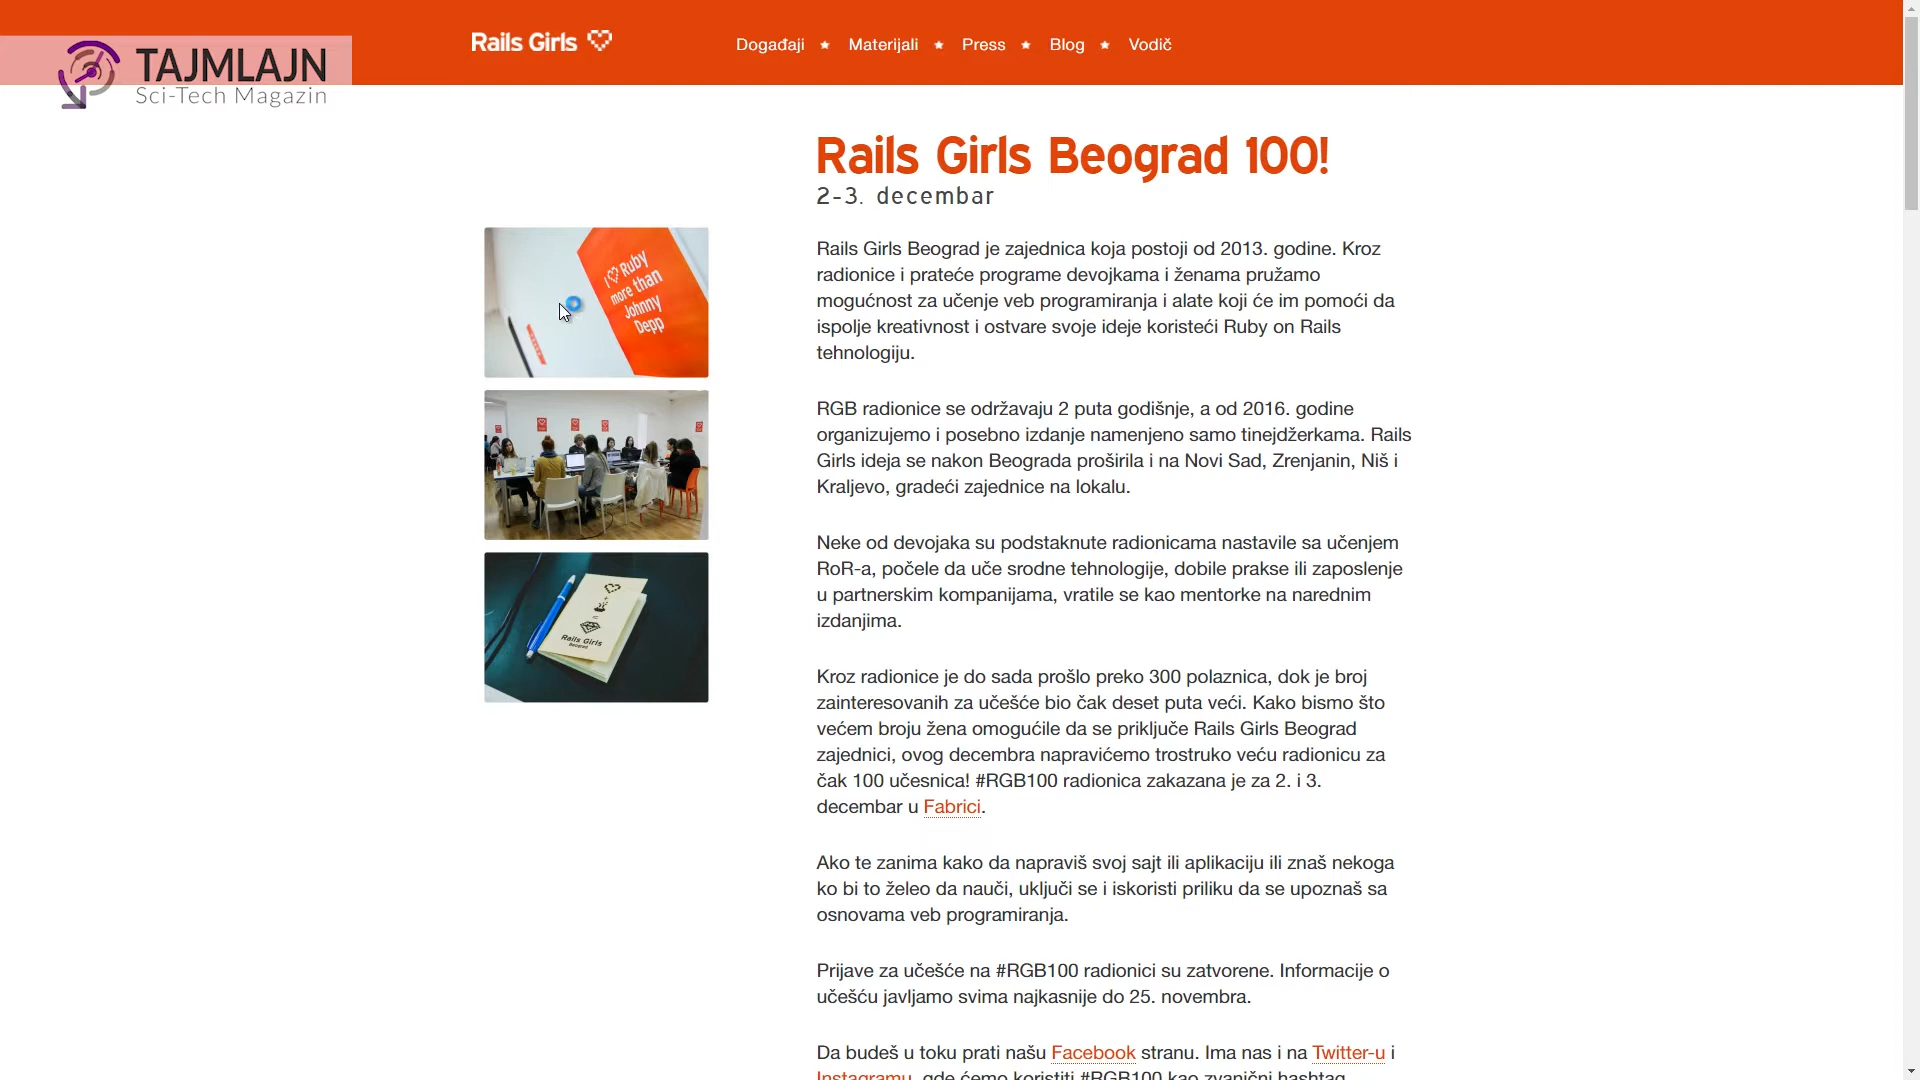 Rails Girls
Događaji ★ Materijali ★ Press ★ Blog ★ Vodič
TAJMLAJN
Sci-Tech Magazin
Rails Girls Beograd 100!
2-3. decembar
I ♡ Ruby
more than
Johnny
Depp
Rails Girls
Beograd
Rails Girls Beograd je zajednica koja postoji od 2013. godine. Kroz
radionice i prateće programe devojkama i ženama pružamo
mogućnost za učenje veb programiranja i alate koji će im pomoći da
ispolje kreativnost i ostvare svoje ideje koristeći Ruby on Rails
tehnologiju.
RGB radionice se održavaju 2 puta godišnje, a od 2016. godine
organizujemo i posebno izdanje namenjeno samo tinejdžerkama. Rails
Girls ideja se nakon Beograda proširila i na Novi Sad, Zrenjanin, Niš i
Kraljevo, gradeći zajednice na lokalu.
Neke od devojaka su podstaknute radionicama nastavile sa učenjem
RoR-a, počele da uče srodne tehnologije, dobile prakse ili zaposlenje
u partnerskim kompanijama, vratile se kao mentorke na narednim
izdanjima.
Kroz radionice je do sada prošlo preko 300 polaznica, dok je broj
zainteresovanih za učešće bio čak deset puta veći. Kako bismo što
većem broju žena omogućile da se priključe Rails Girls Beograd
zajednici, ovog decembra napravićemo trostruko veću radionicu za
čak 100 učesnica! #RGB100 radionica zakazana je za 2. i 3.
decembar u Fabrici.
Ako te zanima kako da napraviš svoj sajt ili aplikaciju ili znaš nekoga
ko bi to želeo da nauči, uključi se i iskoristi priliku da se upoznaš sa
osnovama veb programiranja.
Prijave za učešće na #RGB100 radionici su zatvorene. Informacije o
učešću javljamo svima najkasnije do 25. novembra.
Da budeš u toku prati našu Facebook stranu. Ima nas i na Twitter-u i
Instagramu, gde ćemo koristiti #RGB100 kao zvanični hashtag.